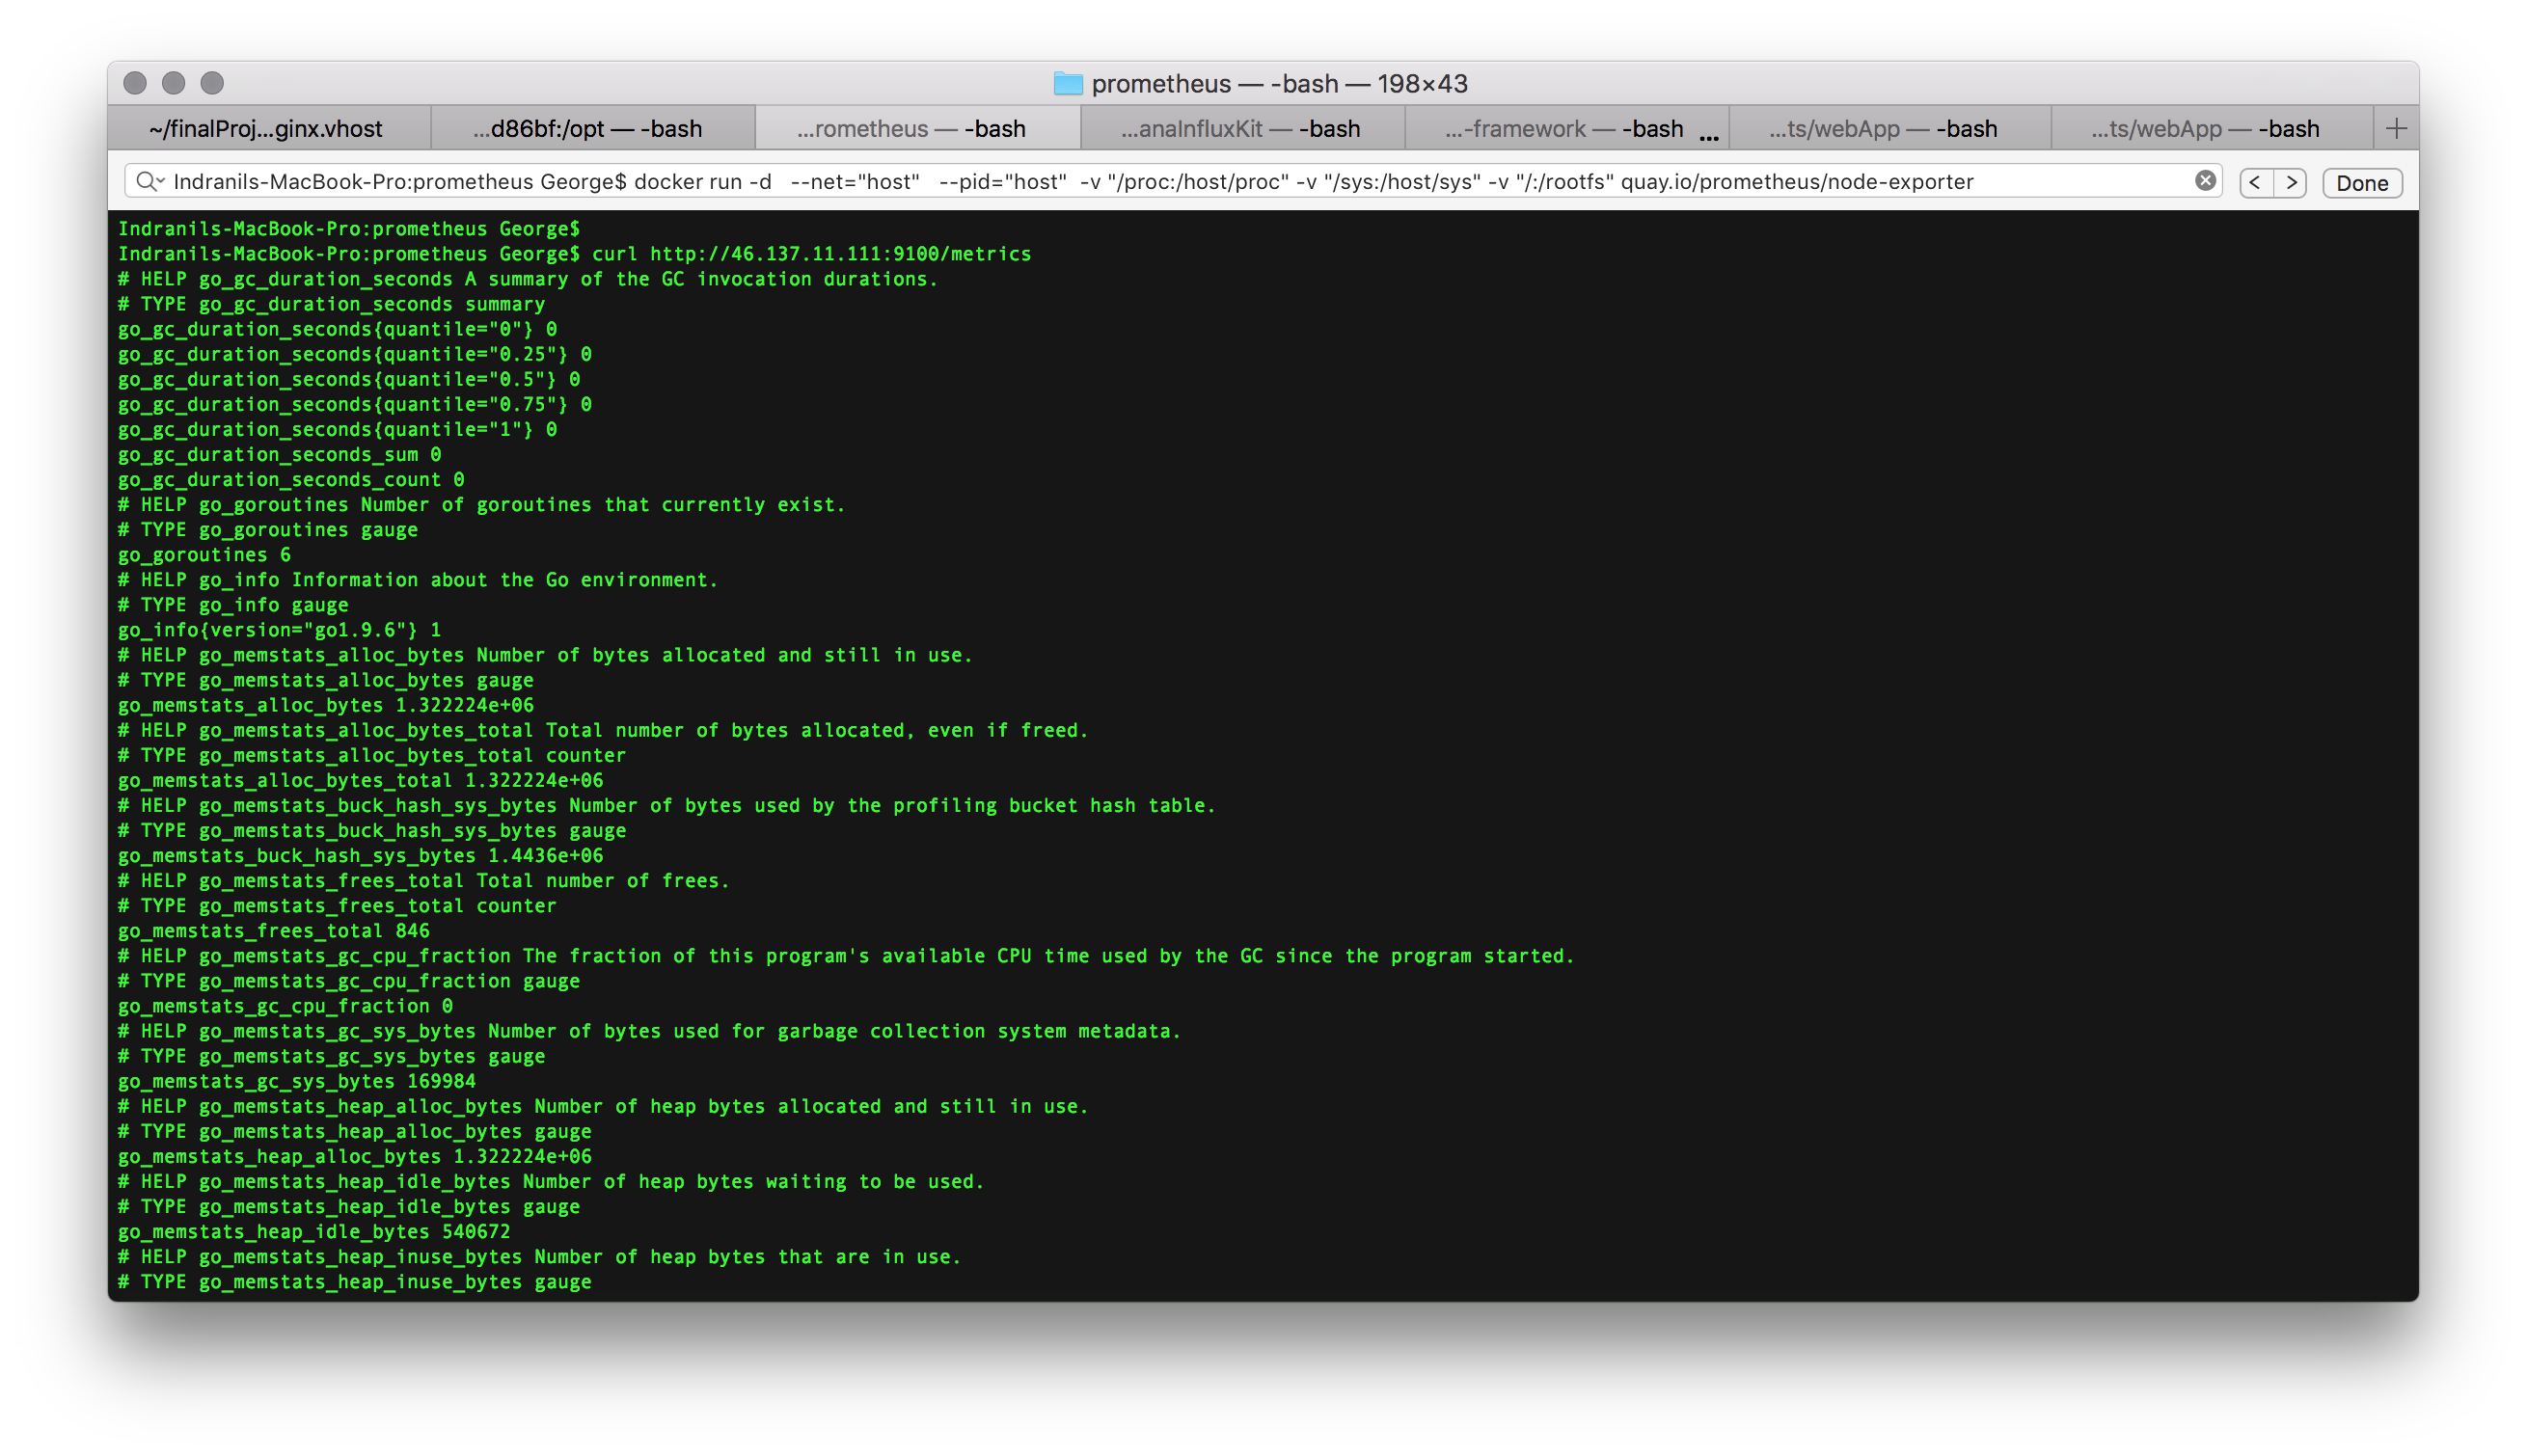 prometheus — -bash — 198×43
~/finalProj...ginx.vhost
...d86bf:/opt — -bash
...rometheus — -bash
...anaInfluxKit — -bash
...-framework — -bash ...
...ts/webApp — -bash
...ts/webApp — -bash
Indranils-MacBook-Pro:prometheus George$ docker run -d   --net="host"   --pid="host"  -v "/proc:/host/proc" -v "/sys:/host/sys" -v "/:/rootfs" quay.io/prometheus/node-exporter
Done
Indranils-MacBook-Pro:prometheus George$
Indranils-MacBook-Pro:prometheus George$ curl http://46.137.11.111:9100/metrics
# HELP go_gc_duration_seconds A summary of the GC invocation durations.
# TYPE go_gc_duration_seconds summary
go_gc_duration_seconds{quantile="0"} 0
go_gc_duration_seconds{quantile="0.25"} 0
go_gc_duration_seconds{quantile="0.5"} 0
go_gc_duration_seconds{quantile="0.75"} 0
go_gc_duration_seconds{quantile="1"} 0
go_gc_duration_seconds_sum 0
go_gc_duration_seconds_count 0
# HELP go_goroutines Number of goroutines that currently exist.
# TYPE go_goroutines gauge
go_goroutines 6
# HELP go_info Information about the Go environment.
# TYPE go_info gauge
go_info{version="go1.9.6"} 1
# HELP go_memstats_alloc_bytes Number of bytes allocated and still in use.
# TYPE go_memstats_alloc_bytes gauge
go_memstats_alloc_bytes 1.322224e+06
# HELP go_memstats_alloc_bytes_total Total number of bytes allocated, even if freed.
# TYPE go_memstats_alloc_bytes_total counter
go_memstats_alloc_bytes_total 1.322224e+06
# HELP go_memstats_buck_hash_sys_bytes Number of bytes used by the profiling bucket hash table.
# TYPE go_memstats_buck_hash_sys_bytes gauge
go_memstats_buck_hash_sys_bytes 1.4436e+06
# HELP go_memstats_frees_total Total number of frees.
# TYPE go_memstats_frees_total counter
go_memstats_frees_total 846
# HELP go_memstats_gc_cpu_fraction The fraction of this program's available CPU time used by the GC since the program started.
# TYPE go_memstats_gc_cpu_fraction gauge
go_memstats_gc_cpu_fraction 0
# HELP go_memstats_gc_sys_bytes Number of bytes used for garbage collection system metadata.
# TYPE go_memstats_gc_sys_bytes gauge
go_memstats_gc_sys_bytes 169984
# HELP go_memstats_heap_alloc_bytes Number of heap bytes allocated and still in use.
# TYPE go_memstats_heap_alloc_bytes gauge
go_memstats_heap_alloc_bytes 1.322224e+06
# HELP go_memstats_heap_idle_bytes Number of heap bytes waiting to be used.
# TYPE go_memstats_heap_idle_bytes gauge
go_memstats_heap_idle_bytes 540672
# HELP go_memstats_heap_inuse_bytes Number of heap bytes that are in use.
# TYPE go_memstats_heap_inuse_bytes gauge